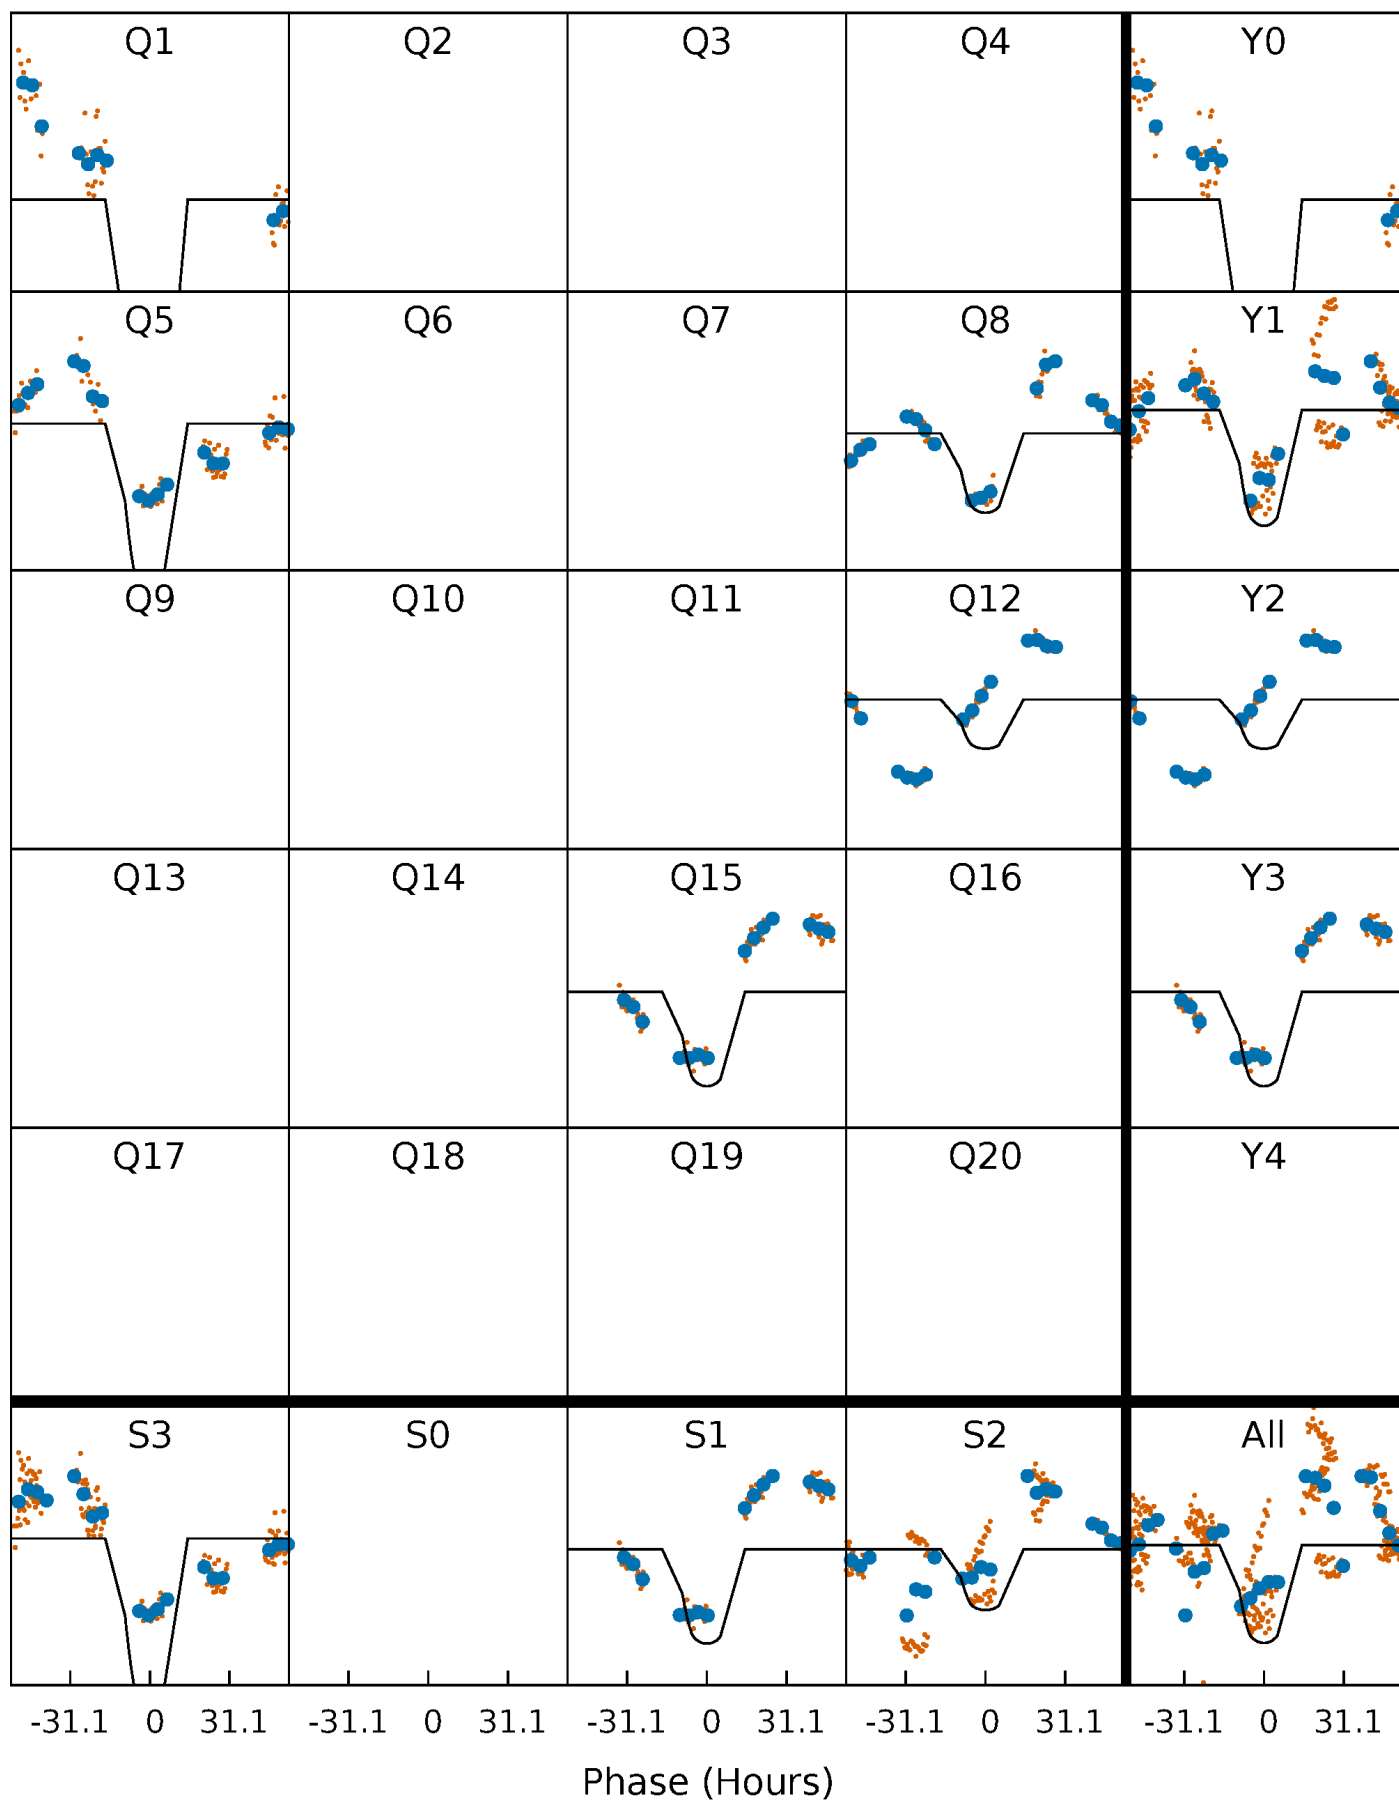 Q1 Q2 Q3 Q4 Y0
Q5 Q6 Q7 Q8 Y1
Q9 Q10 Q11 Q12 Y2
Q13 Q14 Q15 Q16 Y3
Q17 Q18 Q19 Q20 Y4
S3 S0 S1 S2 All
-31.1 0 31.1 -31.1 0 31.1 -31.1 0 31.1 -31.1 0 31.1 -31.1 0 31.1
Phase (Hours)